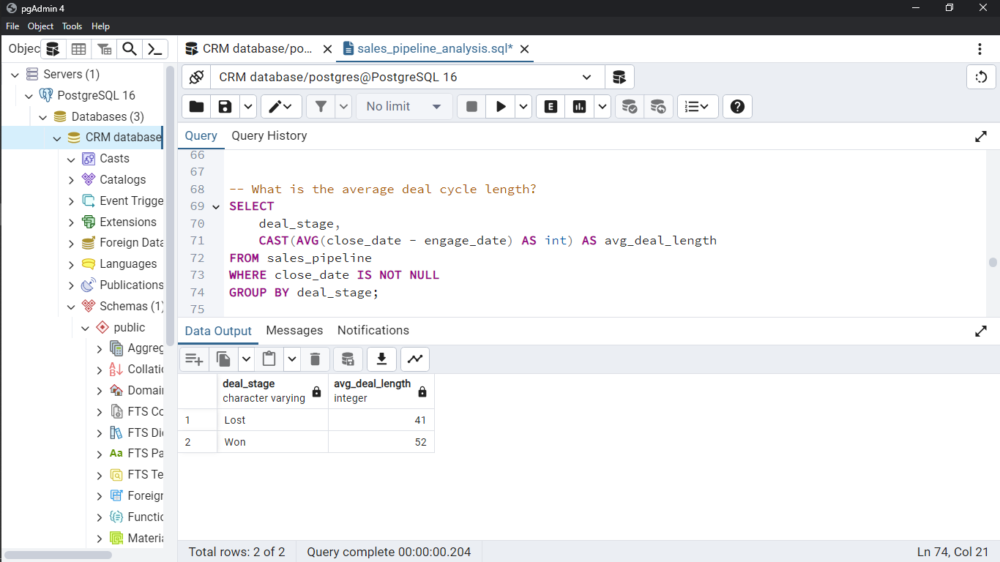 pgAdmin 4
File Object Tools Help
Objec
CRM database/po...
sales_pipeline_analysis.sql*
Servers (1)
PostgreSQL 16
Databases (3)
CRM database
Casts
Catalogs
Event Trigge
Extensions
Foreign Data
Languages
Publications
Schemas (1)
public
Aggreg
Collatio
Domain
FTS Co
FTS Dic
Aa FTS Pa
FTS Te
Foreign
Functio
Materia
CRM database/postgres@PostgreSQL 16
No limit
E
Query Query History
66
67
68 -- What is the average deal cycle length?
69 SELECT
70 deal_stage,
71 CAST(AVG(close_date - engage_date) AS int) AS avg_deal_length
72 FROM sales_pipeline
73 WHERE close_date IS NOT NULL
74 GROUP BY deal_stage;
75
Data Output Messages Notifications
deal_stage avg_deal_length
character varying integer
1 Lost 41
2 Won 52
Total rows: 2 of 2 Query complete 00:00:00.204 Ln 74, Col 21